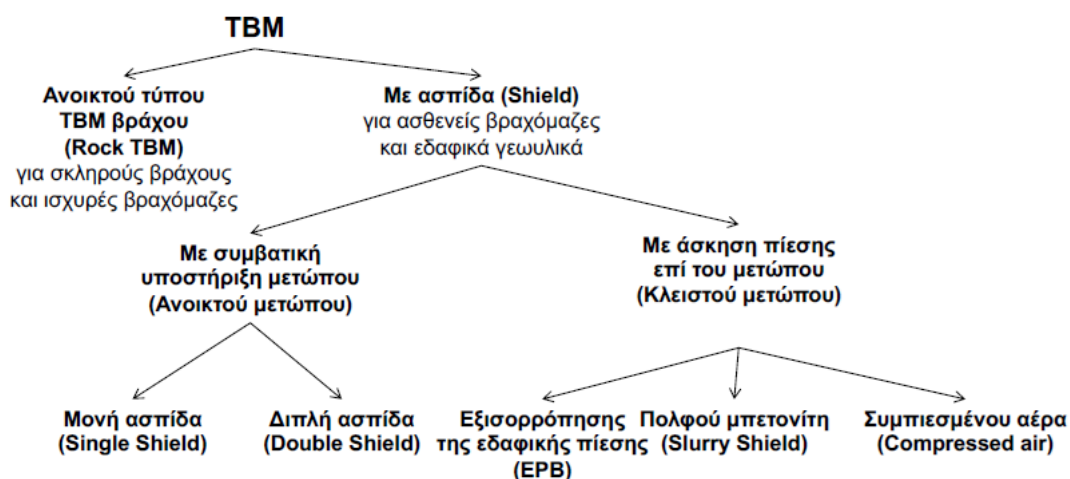 TBM
Ανοικτού τύπου
TBM βράχου
(Rock TBM)
για σκληρούς βράχους
και ισχυρές βραχόμαζες
Με ασπίδα (Shield)
για ασθενείς βραχόμαζες
και εδαφικά γεωυλικά
Με συμβατική
υποστήριξη μετώπου
(Ανοικτού μετώπου)
Με άσκηση πίεσης
επί του μετώπου
(Κλειστού μετώπου)
Μονή ασπίδα
(Single Shield)
Διπλή ασπίδα
(Double Shield)
Εξισορρόπησης
της εδαφικής πίεσης
(EPB)
Πολφού μπετονίτη
(Slurry Shield)
Συμπιεσμένου αέρα
(Compressed air)